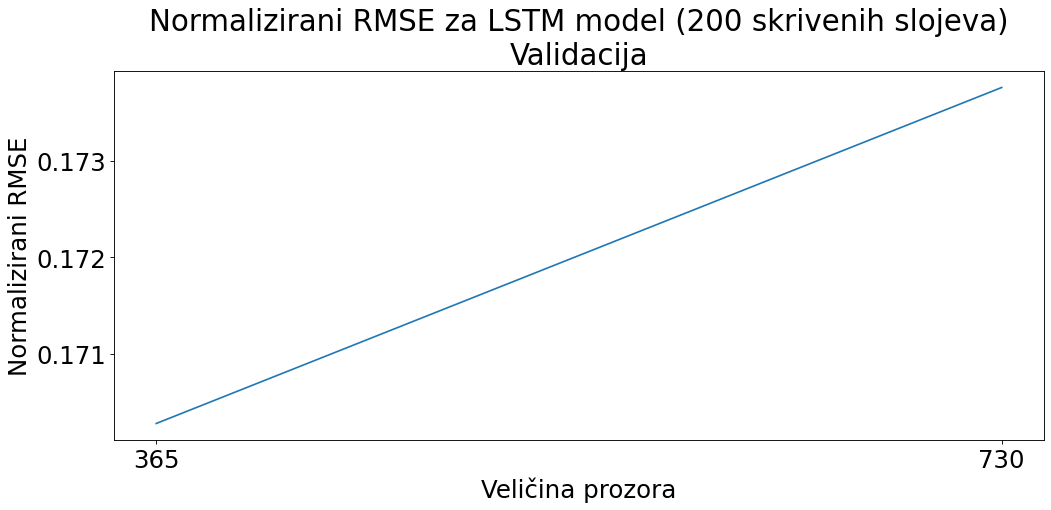 Normalizirani RMSE za LSTM model (200 skrivenih slojeva)
Validacija
Normalizirani RMSE
0.173
0.172
0.171
365
730
Veličina prozora